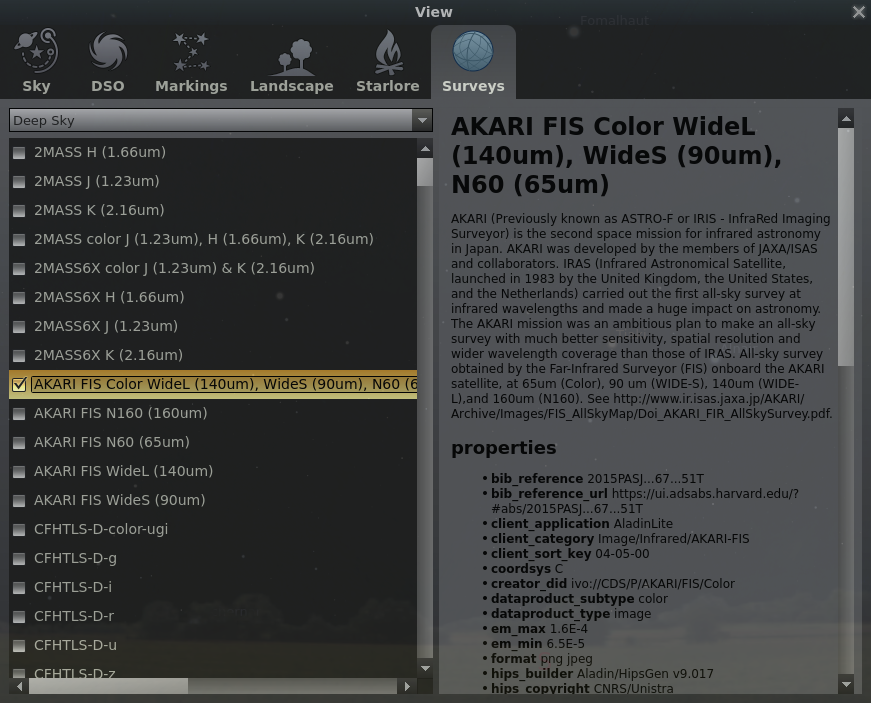 View
Fomalhaut
Sky
DSO
Markings
Landscape
Starlore
Surveys
Deep Sky
2MASS H (1.66um)
2MASS J (1.23um)
2MASS K (2.16um)
2MASS color J (1.23um), H (1.66um), K (2.16um)
2MASS6X color J (1.23um) & K (2.16um)
2MASS6X H (1.66um)
2MASS6X J (1.23um)
2MASS6X K (2.16um)
AKARI FIS Color WideL (140um), WideS (90um), N60 (6
AKARI FIS N160 (160um)
AKARI FIS N60 (65um)
AKARI FIS WideL (140um)
AKARI FIS WideS (90um)
CFHTLS-D-color-ugi
CFHTLS-D-g
CFHTLS-D-i
CFHTLS-D-r
CFHTLS-D-u
CFHTLS-D-z
AKARI FIS Color WideL
(140um), WideS (90um),
N60 (65um)
AKARI (Previously known as ASTRO-F or IRIS - InfraRed Imaging
Surveyor) is the second space mission for infrared astronomy
in Japan. AKARI was developed by the members of JAXA/ISAS
and collaborators. IRAS (Infrared Astronomical Satellite,
launched in 1983 by the United Kingdom, the United States,
and the Netherlands) carried out the first all-sky survey at
infrared wavelengths and made a huge impact on astronomy.
The AKARI mission was an ambitious plan to make an all-sky
survey with much better sensitivity, spatial resolution and
wider wavelength coverage than those of IRAS. All-sky survey
obtained by the Far-Infrared Surveyor (FIS) onboard the AKARI
satellite, at 65um (Color), 90 um (WIDE-S), 140um (WIDE-
L),and 160um (N160). See http://www.ir.isas.jaxa.jp/AKARI/
Archive/Images/FIS_AllSkyMap/Doi_AKARI_FIR_AllSkySurvey.pdf.
properties
• bib_reference 2015PASJ...67...51T
• bib_reference_url https://ui.adsabs.harvard.edu/?
#abs/2015PASJ...67...51T
• client_application AladinLite
• client_category Image/Infrared/AKARI-FIS
• client_sort_key 04-05-00
• coordsys C
• creator_did ivo://CDS/P/AKARI/FIS/Color
• dataproduct_subtype color
• dataproduct_type image
• em_max 1.6E-4
• em_min 6.5E-5
• format png jpeg
• hips_builder Aladin/HipsGen v9.017
• hips_copyright CNRS/Unistra